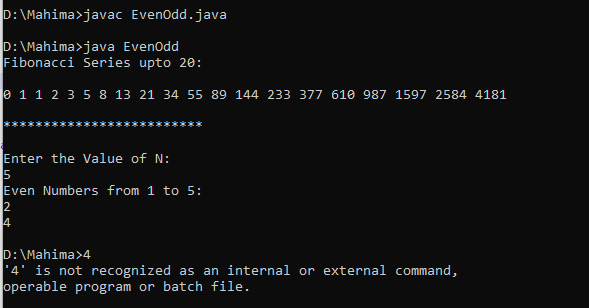 D:\Mahima>javac EvenOdd.java
D:\Mahima>java EvenOdd
Fibonacci Series upto 20:
0 1 1 2 3 5 8 13 21 34 55 89 144 233 377 610 987 1597 2584 4181
*************************
Enter the Value of N:
5
Even Numbers from 1 to 5:
2
4
D:\Mahima>4
'4' is not recognized as an internal or external command,
operable program or batch file.